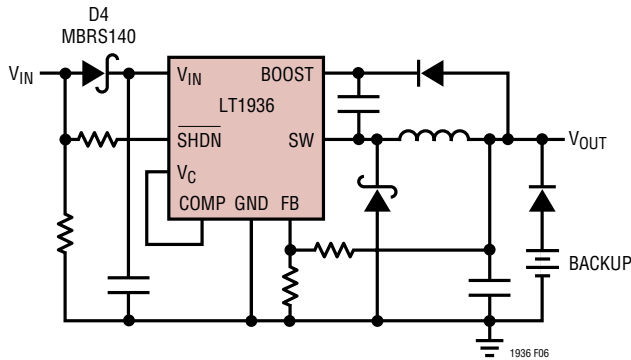 D4
MBRS140
VIN
VIN
BOOST
LT1936
SHDN
SW
VOUT
VC
COMP
GND
FB
BACKUP
1936 F06